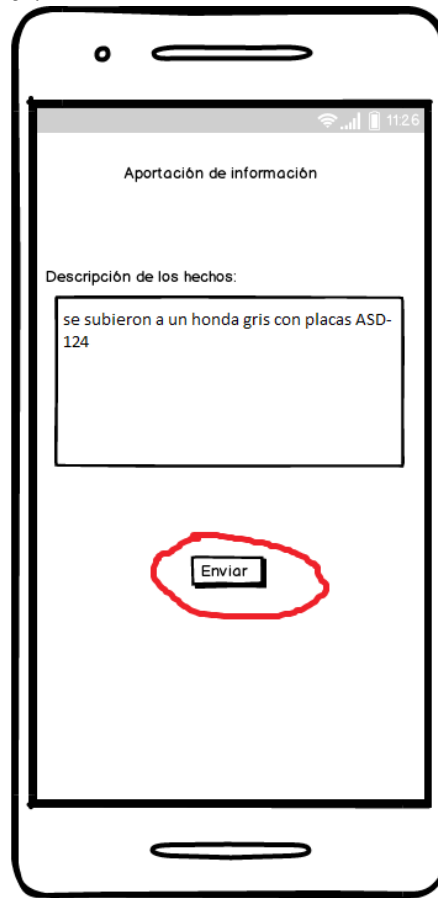 11:26
Aportación de información
Descripción de los hechos:
se subieron a un honda gris con placas ASD-
124
Enviar